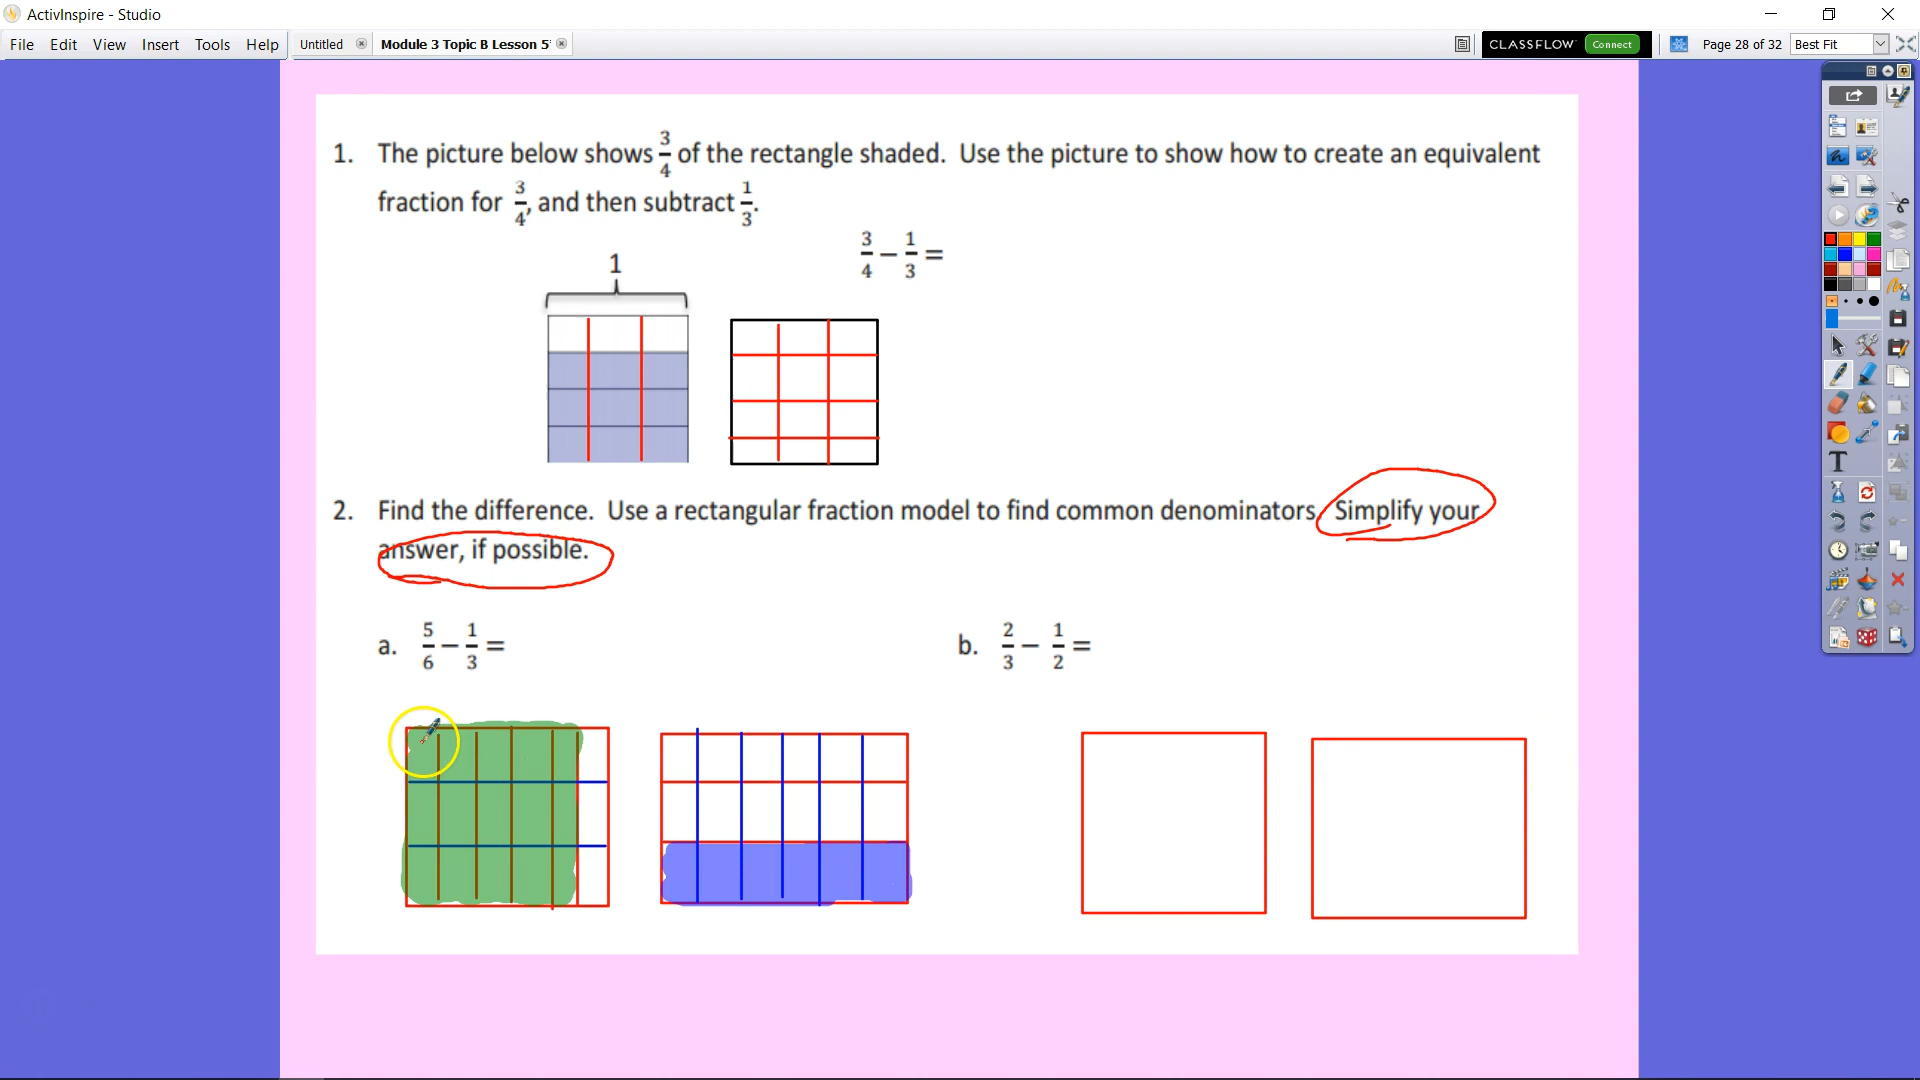 ActivInspire - Studio
File Edit View Insert Tools Help Untitled Module 3 Topic B Lesson 5 CLASSFLOW Connect Page 28 of 32 Best Fit
1. The picture below shows 3/4 of the rectangle shaded. Use the picture to show how to create an equivalent
fraction for 3/4, and then subtract 1/3.
3/4 − 1/3 =
1
2. Find the difference. Use a rectangular fraction model to find common denominators. Simplify your
answer, if possible.
a. 5/6 − 1/3 = b. 2/3 − 1/2 =